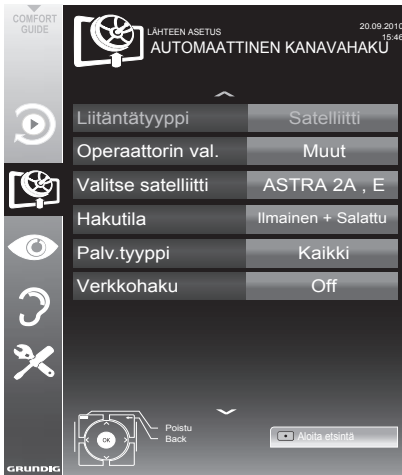 COMFORT
GUIDE
LÄHTEEN ASETUS
20.09.2010
15:46
AUTOMAATTINEN KANAVAHAKU
Liitäntätyyppi Satelliitti
Operaattorin val. Muut
Valitse satelliitti ASTRA 2A , E
Hakutila Ilmainen + Salattu
Palv.tyyppi Kaikki
Verkkohaku Off
OK
Poistu
Back
Aloita etsintä
GRUNDIG